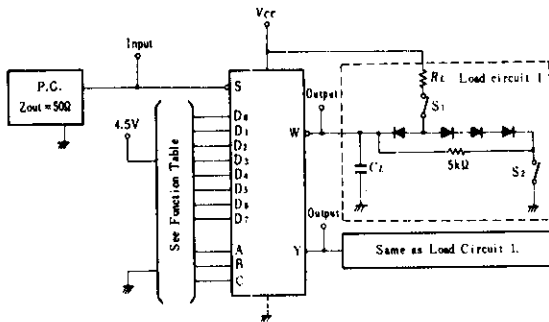 VCC
Input
P.G.
Zout=50Ω
4.5V
See Function Table
S
D0
D1
D2
D3
D4
D5
D6
D7
A
B
C
W
Y
Output
Output
RL
Load circuit 1
S1
CL
5kΩ
S2
Same as Load Circuit 1.